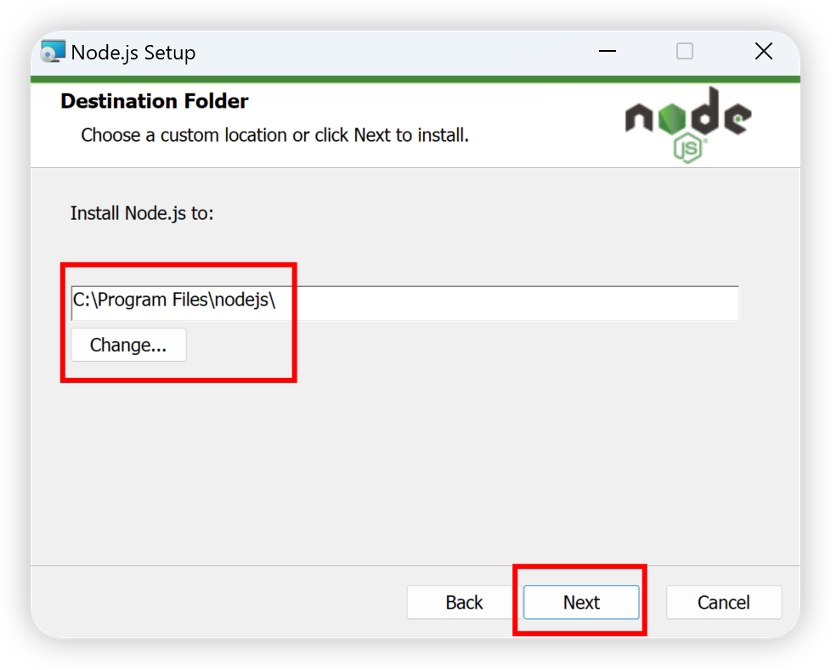 Node.js Setup
Destination Folder
Choose a custom location or click Next to install.
node
JS
Install Node.js to:
C:\Program Files\nodejs\
Change...
Back
Next
Cancel